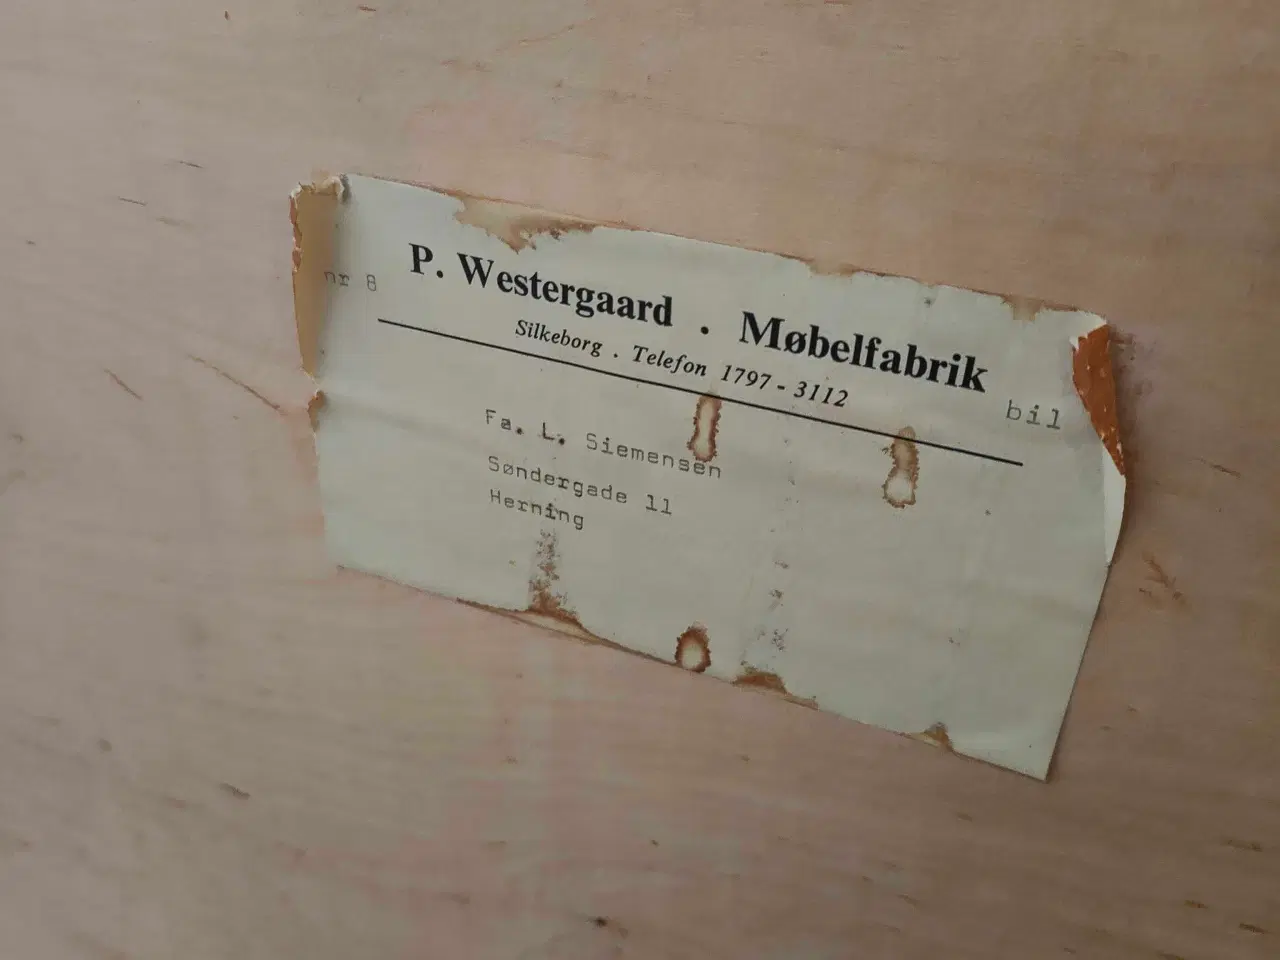 P. Westergaard . Møbelfabrik
nr 8
Silkeborg . Telefon 1797 - 3112
bil
Fa. L. Siemensen
Søndergade 11
Herning